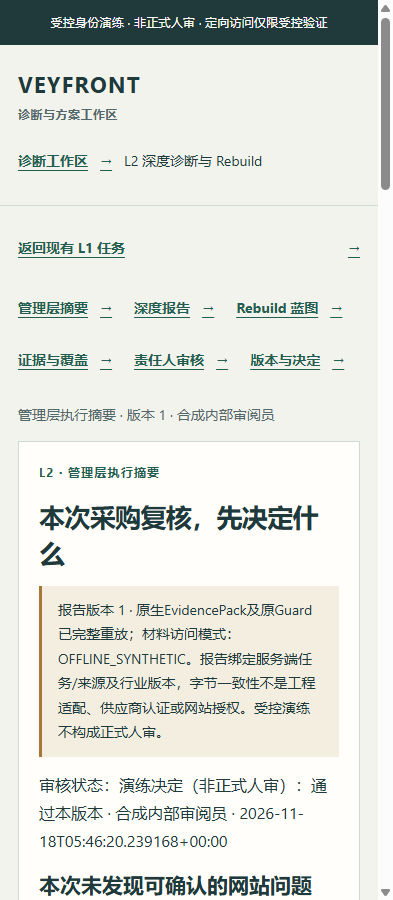 受控身份演练 · 非正式人审 · 定向访问仅限受控验证
VEYFRONT
诊断与方案工作区
诊断工作区 → L2 深度诊断与 Rebuild
返回现有 L1 任务 →
管理层摘要 → 深度报告 → Rebuild 蓝图 →
证据与覆盖 → 责任人审核 → 版本与决定 →
管理层执行摘要 · 版本 1 · 合成内部审阅员
L2 · 管理层执行摘要
本次采购复核，先决定什
么
报告版本 1 · 原生EvidencePack及原Guard
已完整重放；材料访问模式：
OFFLINE_SYNTHETIC。报告绑定服务端任
务/来源及行业版本，字节一致性不是工程
适配、供应商认证或网站授权。受控演练
不构成正式人审。
审核状态：演练决定（非正式人审）：通
过本版本 · 合成内部审阅员 · 2026-11-
18T05:46:20.239168+00:00
本次未发现可确认的网站问题